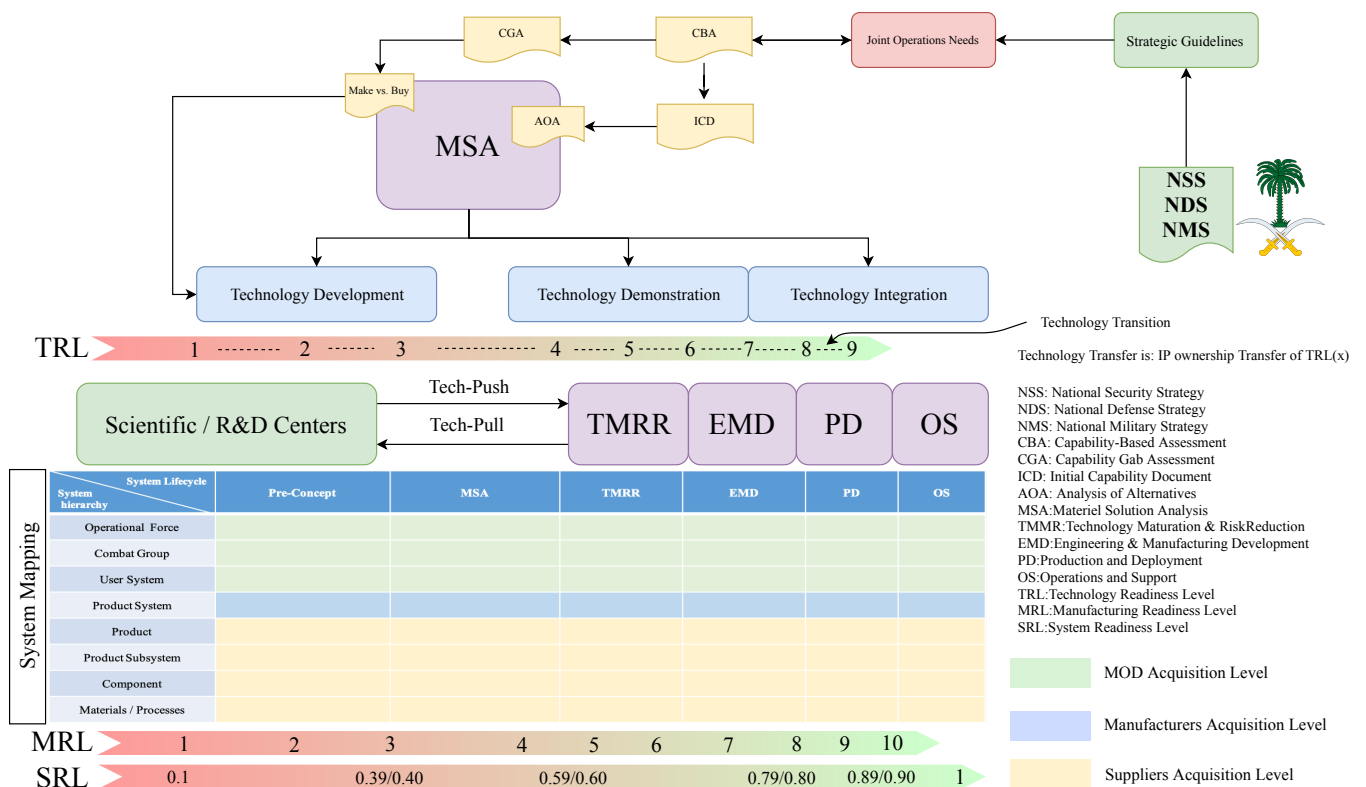 CGA
CBA
Joint Operations Needs
Strategic Guidelines
Make vs. Buy
MSA
AOA
ICD
NSS
NDS
NMS
Technology Development
Technology Demonstration
Technology Integration
Technology Transition
TRL
1 ------- 2 ------ 3 ------- 4 ----- 5 ---- 6 ---- 7 ---- 8 -- 9
Technology Transfer is: IP ownership Transfer of TRL(x)
Scientific / R&D Centers
Tech-Push
Tech-Pull
TMRR
EMD
PD
OS
NSS: National Security Strategy
NDS: National Defense Strategy
NMS: National Military Strategy
CBA: Capability-Based Assessment
CGA: Capability Gab Assessment
ICD: Initial Capability Document
AOA: Analysis of Alternatives
MSA:Materiel Solution Analysis
TMMR:Technology Maturation & RiskReduction
EMD:Engineering & Manufacturing Development
PD:Production and Deployment
OS:Operations and Support
TRL:Technology Readiness Level
MRL:Manufacturing Readiness Level
SRL:System Readiness Level
System Mapping
System Lifecycle
System
hierarchy
Pre-Concept
MSA
TMRR
EMD
PD
OS
Operational Force
Combat Group
User System
Product System
Product
Product Subsystem
Component
Materials / Processes
MOD Acquisition Level
Manufacturers Acquisition Level
Suppliers Acquisition Level
MRL
1 2 3 4 5 6 7 8 9 10
SRL
0.1 0.39/0.40 0.59/0.60 0.79/0.80 0.89/0.90 1